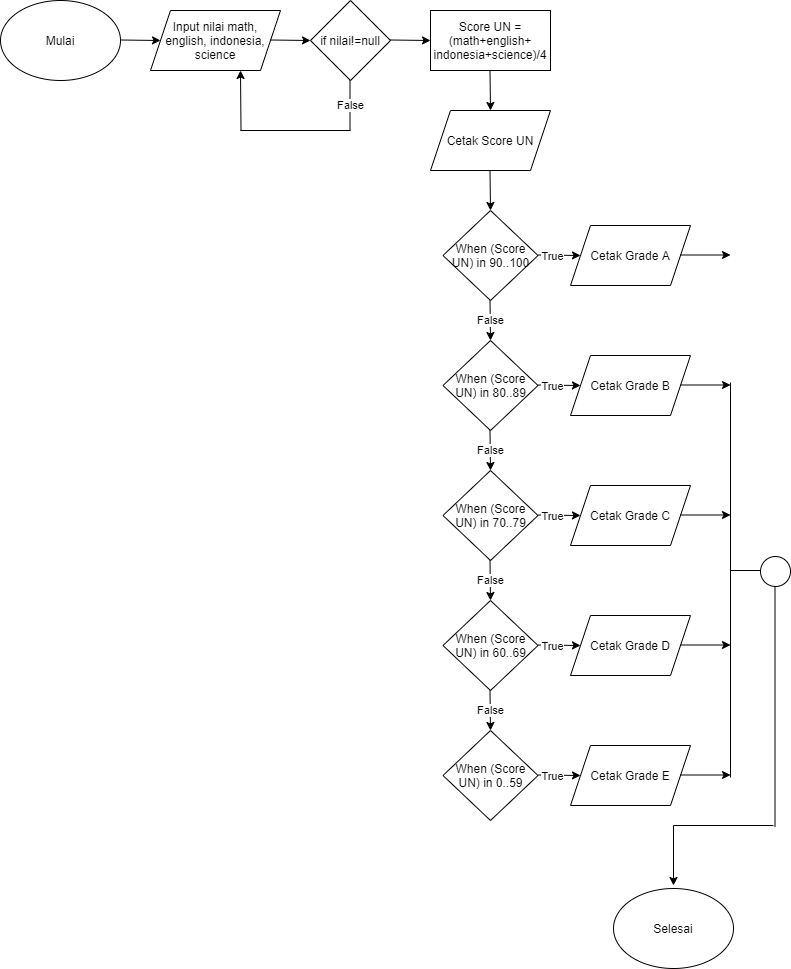 Mulai
Input nilai math,
english, indonesia,
science
if nilai!=null
Score UN =
(math+english+
indonesia+science)/4
False
Cetak Score UN
When (Score
UN) in 90..100
True
Cetak Grade A
False
When (Score
UN) in 80..89
True
Cetak Grade B
False
When (Score
UN) in 70..79
True
Cetak Grade C
False
When (Score
UN) in 60..69
True
Cetak Grade D
False
When (Score
UN) in 0..59
True
Cetak Grade E
Selesai